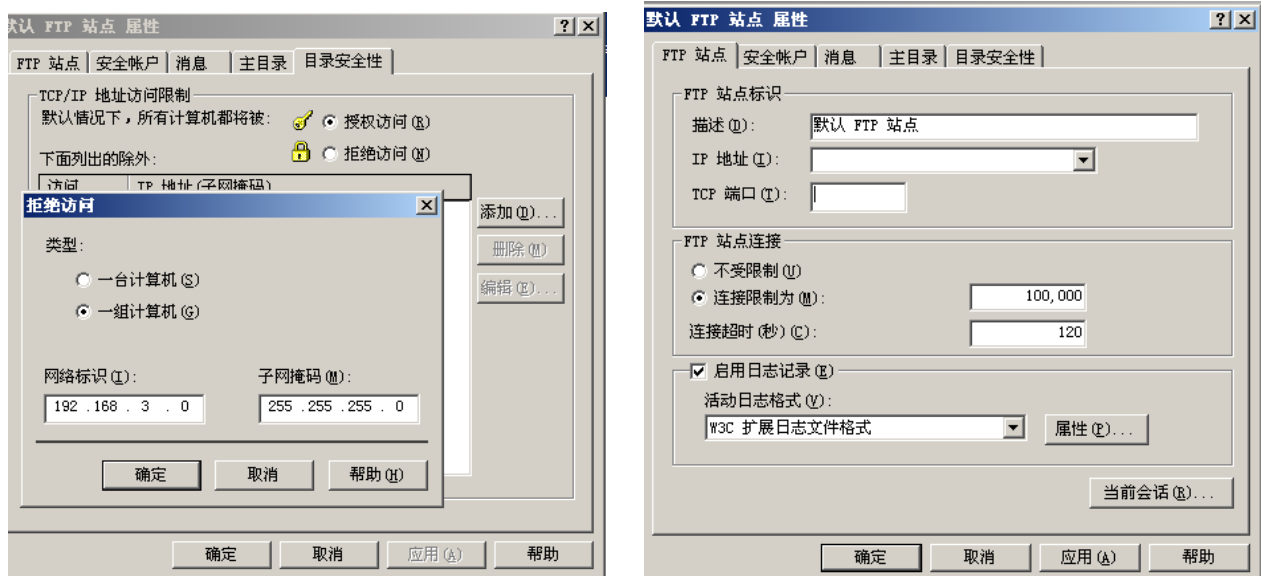 默认 FTP 站点 属性
FTP 站点 安全帐户 消息 主目录 目录安全性
TCP/IP 地址访问限制
默认情况下，所有计算机都将被: 授权访问(R)
下面列出的除外: 拒绝访问(N)
访问 IP 地址(子网掩码)
拒绝访问
类型:
一台计算机(S)
一组计算机(G)
网络标识(I): 子网掩码(M):
192 .168 . 3 . 0 255 .255 .255 . 0
确定 取消 帮助(H)
添加(D)...
删除(M)
编辑(E)...
确定 取消 应用(A) 帮助
默认 FTP 站点 属性
FTP 站点 安全帐户 消息 主目录 目录安全性
FTP 站点标识
描述(D): 默认 FTP 站点
IP 地址(I):
TCP 端口(T):
FTP 站点连接
不受限制(U)
连接限制为(M): 100,000
连接超时(秒)(C): 120
启用日志记录(E)
活动日志格式(V):
W3C 扩展日志文件格式 属性(P)...
当前会话(R)...
确定 取消 应用(A) 帮助